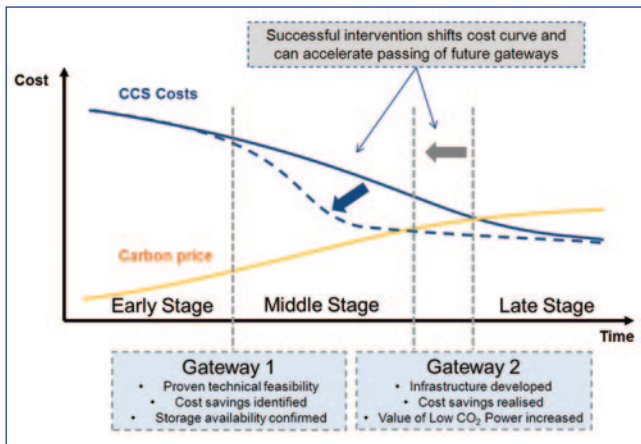 Successful intervention shifts cost curve and
can accelerate passing of future gateways
Cost
CCS Costs
Carbon price
Early Stage
Middle Stage
Late Stage
Time
Gateway 1
• Proven technical feasibility
• Cost savings identified
• Storage availability confirmed
Gateway 2
• Infrastructure developed
• Cost savings realised
• Value of Low CO₂ Power increased